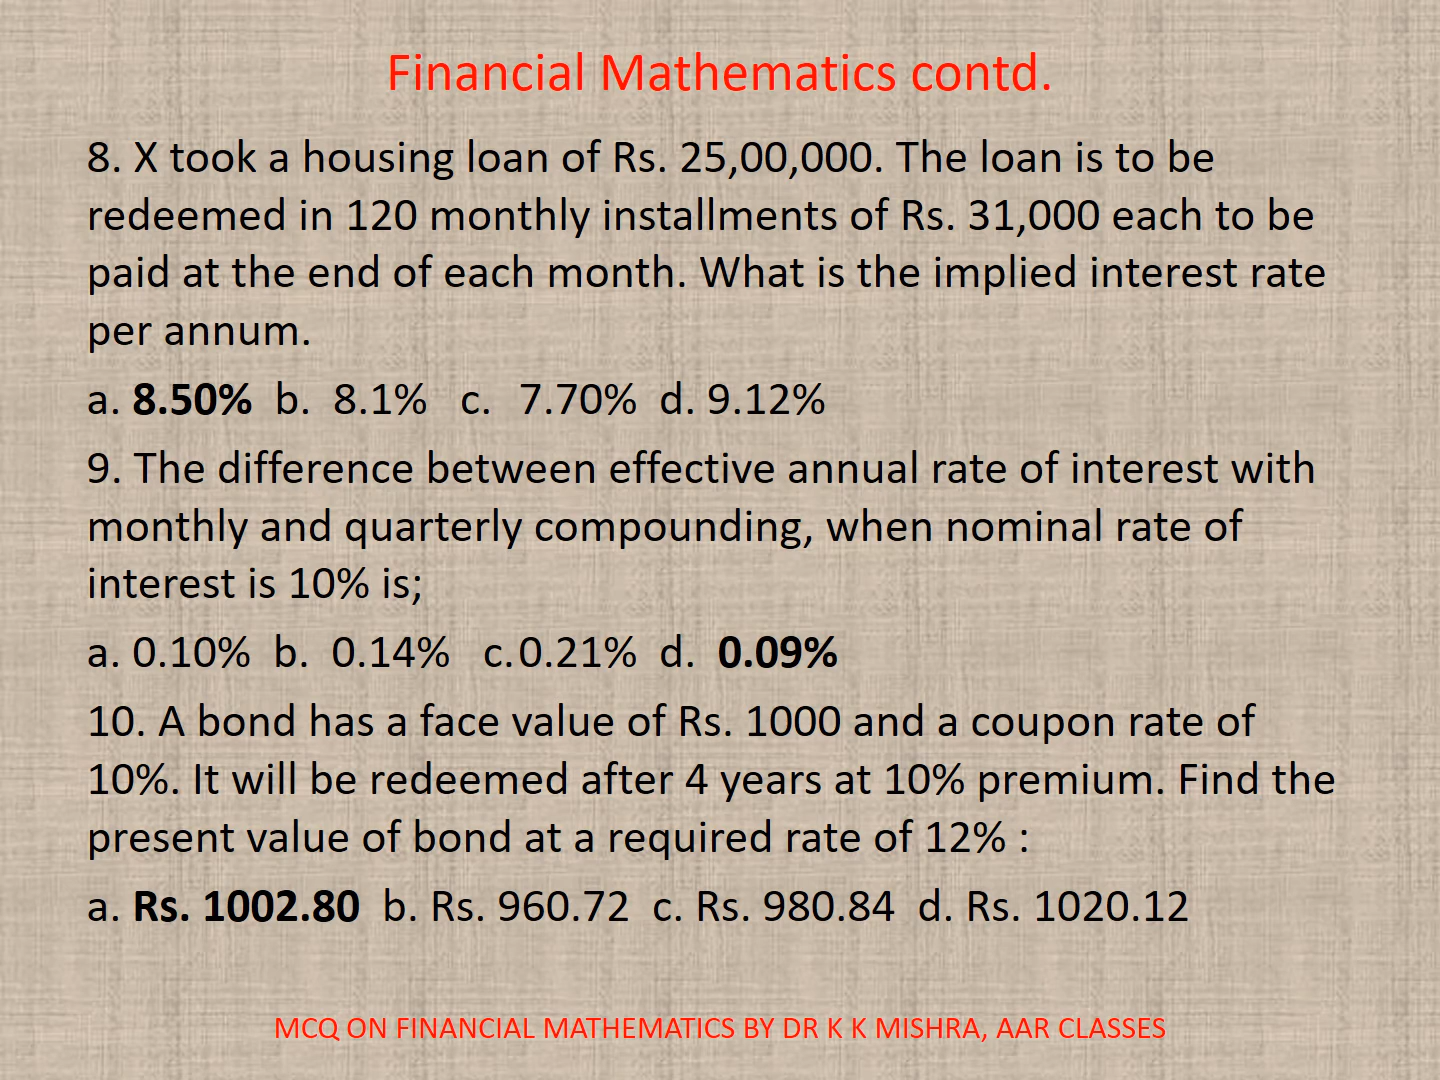 Financial Mathematics contd.
8. X took a housing loan of Rs. 25,00,000. The loan is to be
redeemed in 120 monthly installments of Rs. 31,000 each to be
paid at the end of each month. What is the implied interest rate
per annum.
a. 8.50% b. 8.1% c. 7.70% d. 9.12%
9. The difference between effective annual rate of interest with
monthly and quarterly compounding, when nominal rate of
interest is 10% is;
a. 0.10% b. 0.14% c.0.21% d. 0.09%
10. A bond has a face value of Rs. 1000 and a coupon rate of
10%. It will be redeemed after 4 years at 10% premium. Find the
present value of bond at a required rate of 12% :
a. Rs. 1002.80 b. Rs. 960.72 c. Rs. 980.84 d. Rs. 1020.12
MCQ ON FINANCIAL MATHEMATICS BY DR K K MISHRA, AAR CLASSES